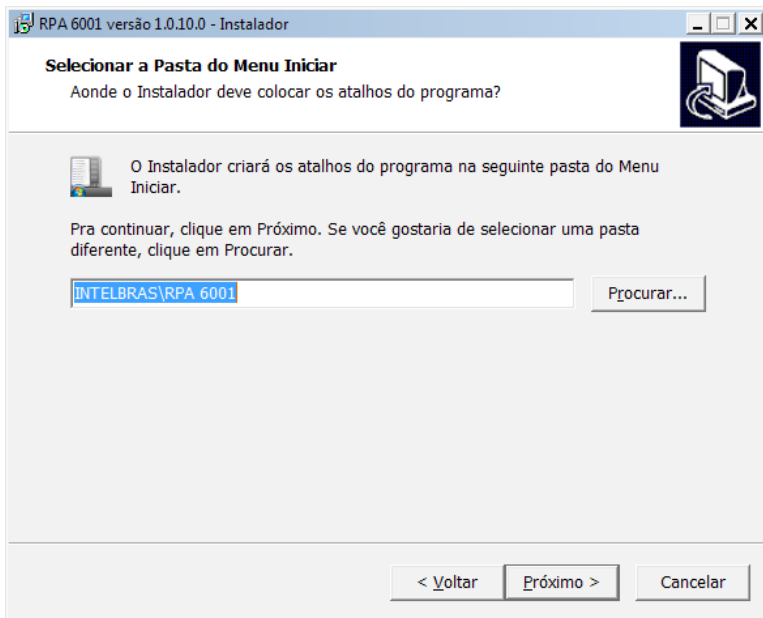 RPA 6001 versão 1.0.10.0 - Instalador
Selecionar a Pasta do Menu Iniciar
Aonde o Instalador deve colocar os atalhos do programa?
O Instalador criará os atalhos do programa na seguinte pasta do Menu
Iniciar.
Pra continuar, clique em Próximo. Se você gostaria de selecionar uma pasta
diferente, clique em Procurar.
INTELBRAS\RPA 6001
Procurar...
< Voltar
Próximo >
Cancelar